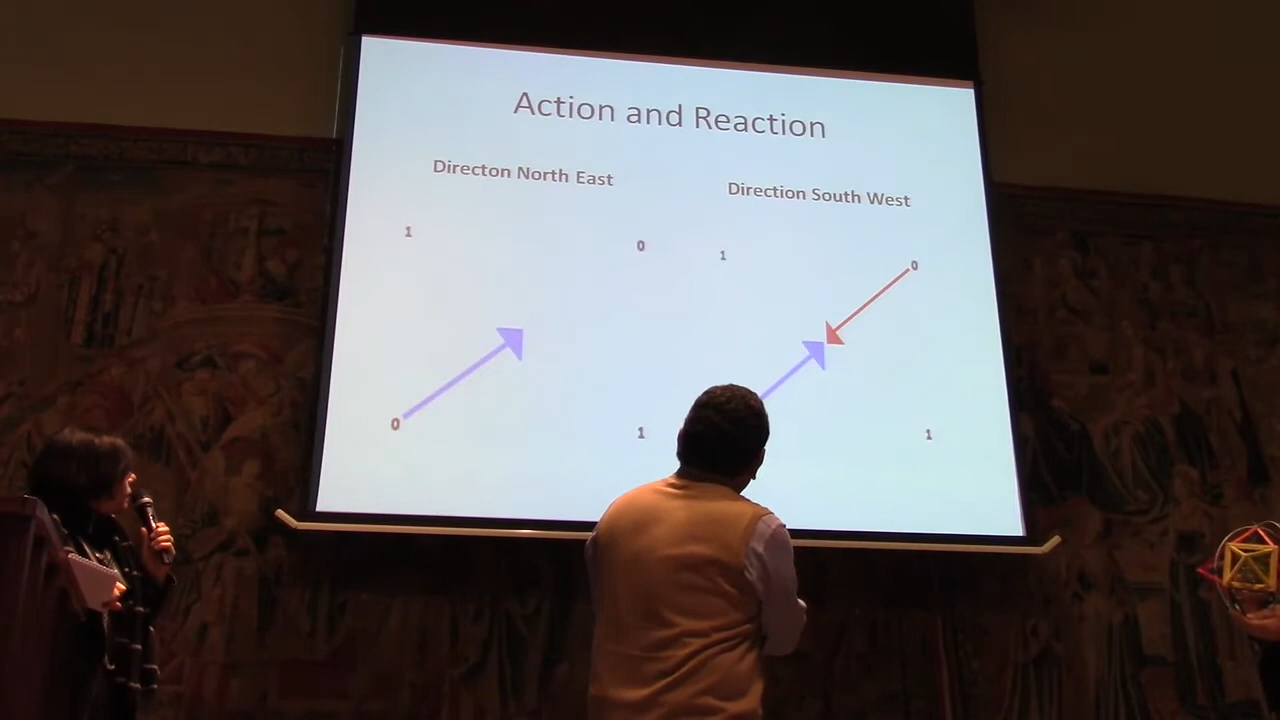 Action and Reaction
Directon North East
Direction South West
1
0
1
0
0
1
1